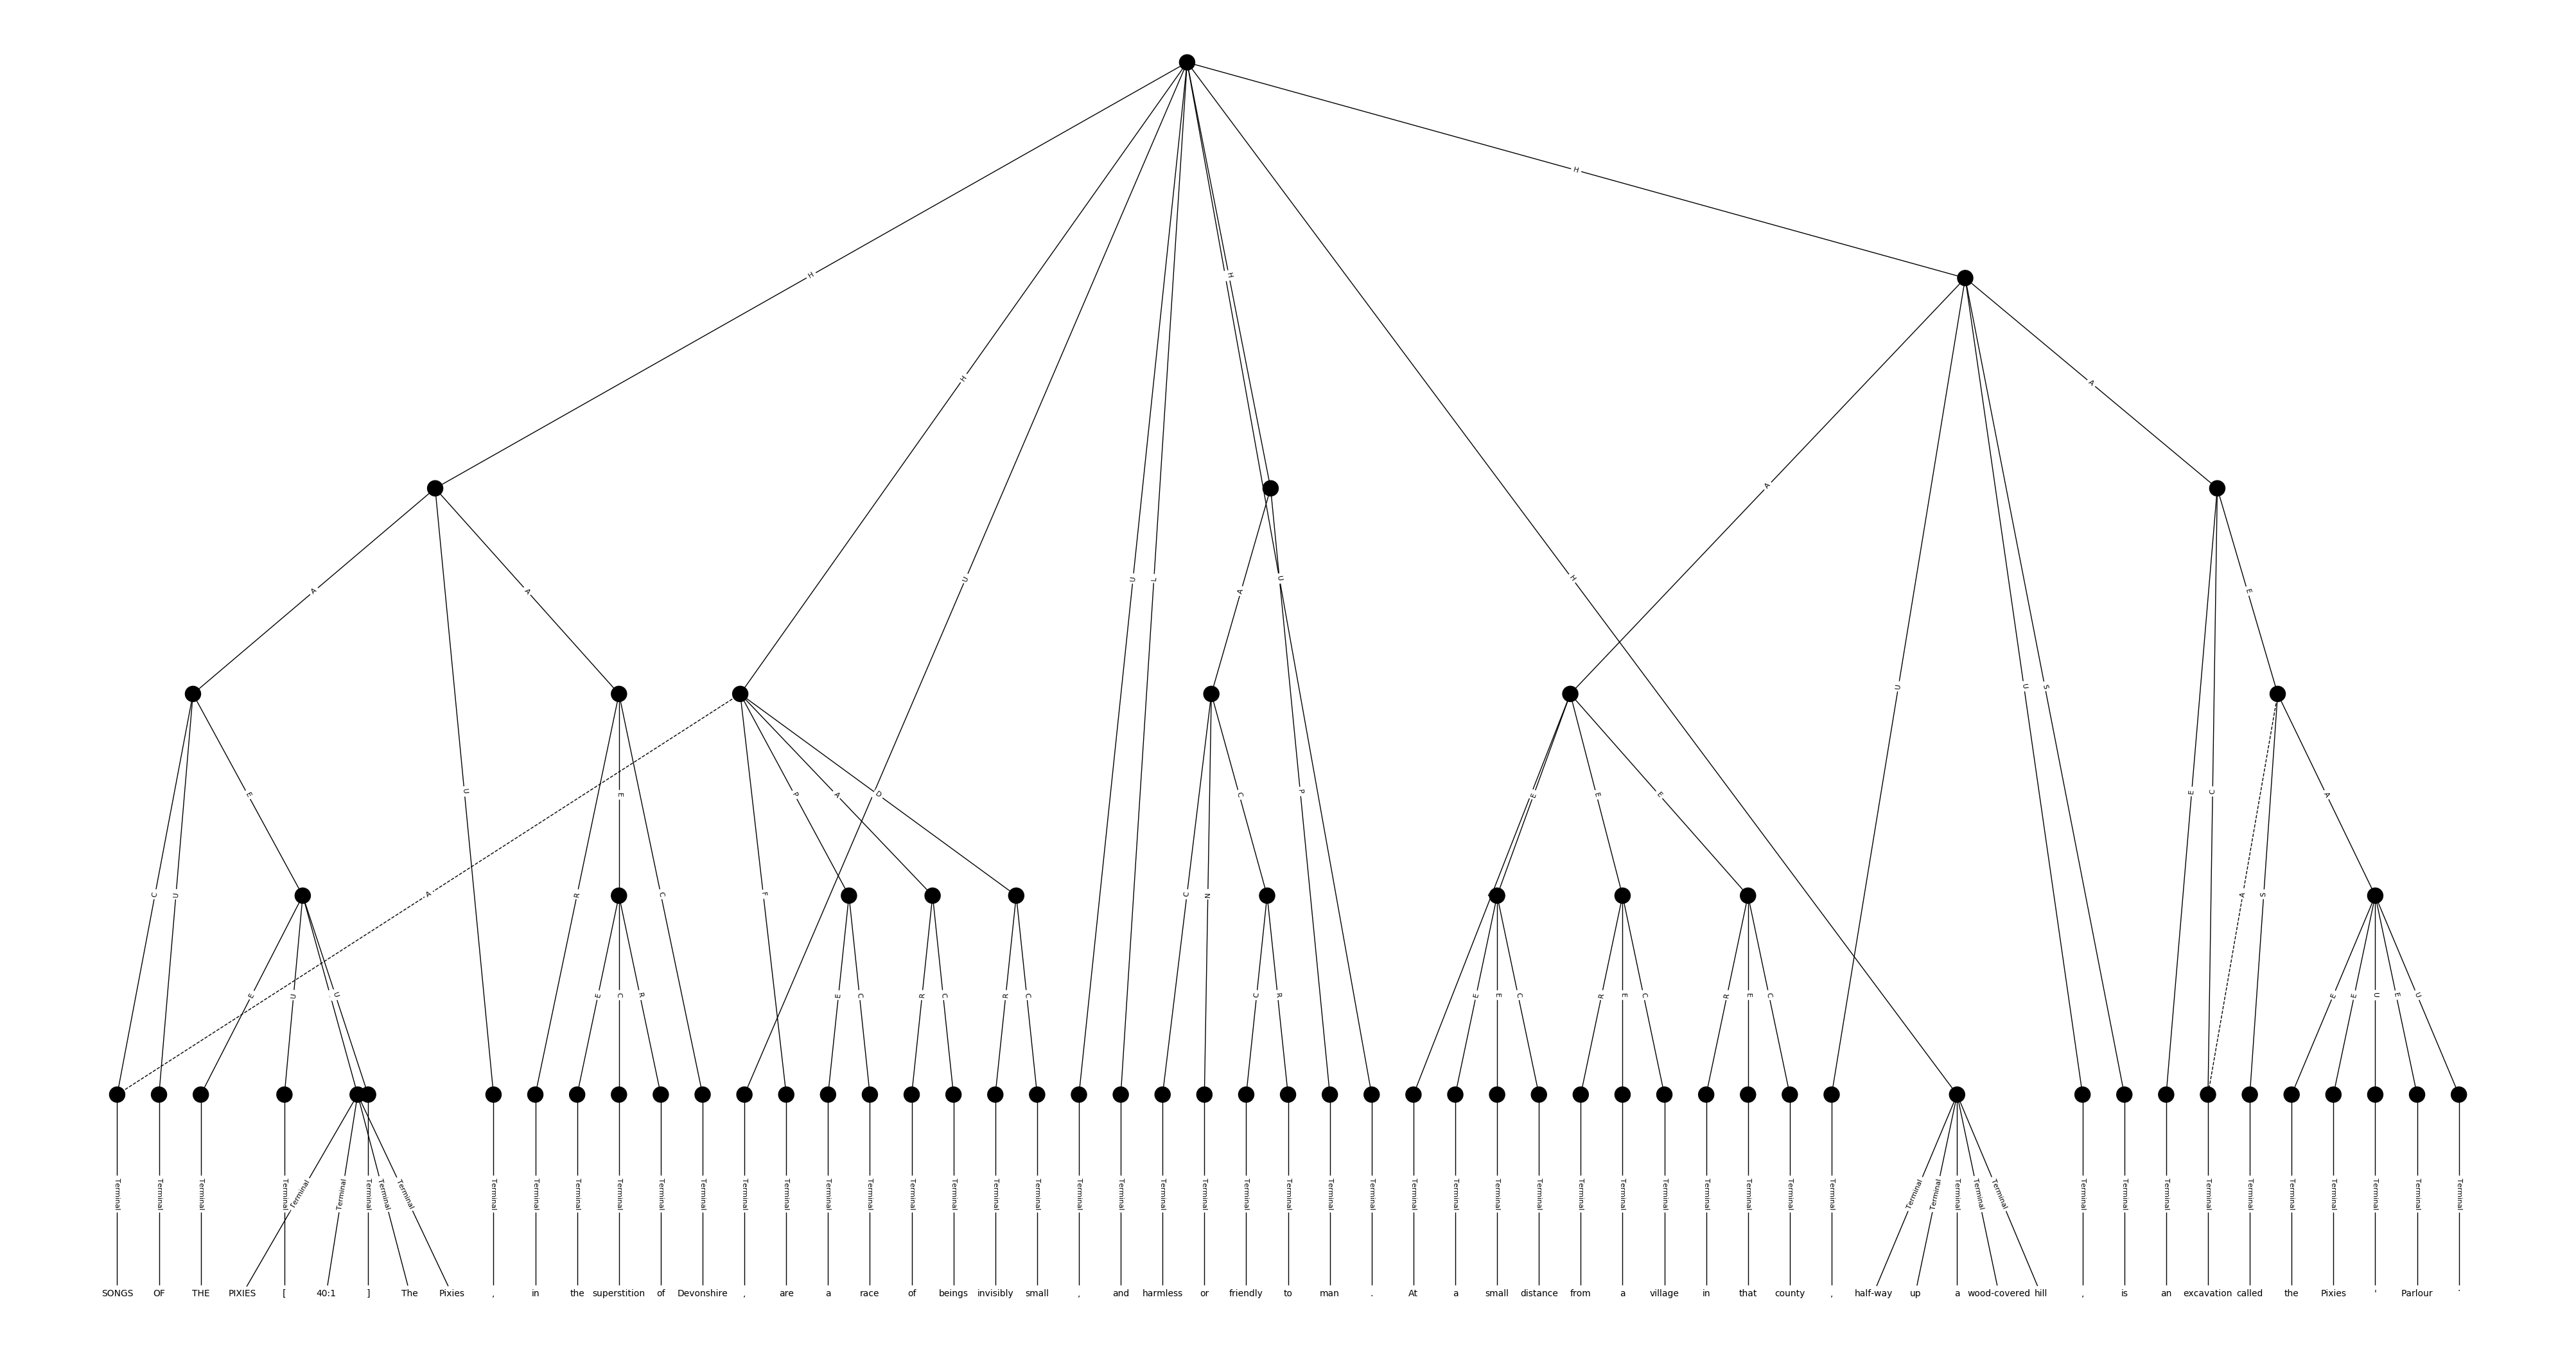 H
H
H
H
A
A
U
A
A
U
L
U
A
H
E
U
U
S
E
U
E
P
A
D
C
P
E
E
E
E
C
A
C
U
A
R
C
F
C
N
A
S
E
U
U
E
C
R
E
C
R
C
R
C
C
R
E
E
C
R
E
C
R
E
C
E
E
U
E
U
Terminal Terminal Terminal Terminal Terminal Terminal Terminal Terminal Terminal Terminal Terminal Terminal Terminal Terminal Terminal Terminal Terminal Terminal Terminal Terminal Terminal Terminal Terminal Terminal Terminal Terminal Terminal Terminal Terminal Terminal Terminal Terminal Terminal Terminal Terminal Terminal Terminal Terminal Terminal Terminal Terminal Terminal Terminal Terminal Terminal Terminal Terminal Terminal Terminal Terminal Terminal Terminal Terminal Terminal Terminal Terminal Terminal
SONGS OF THE PIXIES [ 40:1 ] The Pixies , in the superstition of Devonshire , are a race of beings invisibly small , and harmless or friendly to man . At a small distance from a village in that county , half-way up a wood-covered hill , is an excavation called the Pixies ' Parlour .